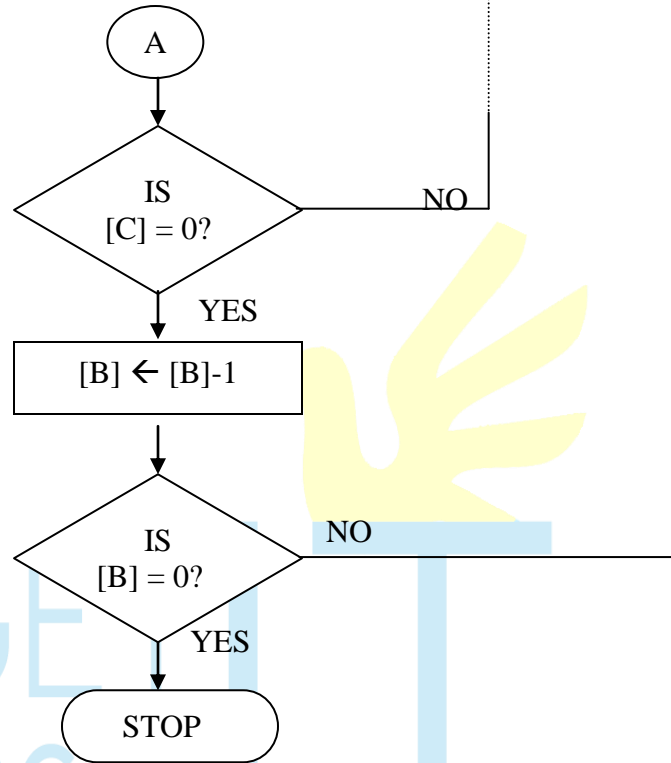 A
IS
[C] = 0?
NO
YES
[B] ← [B]-1
IS
[B] = 0?
NO
YES
STOP